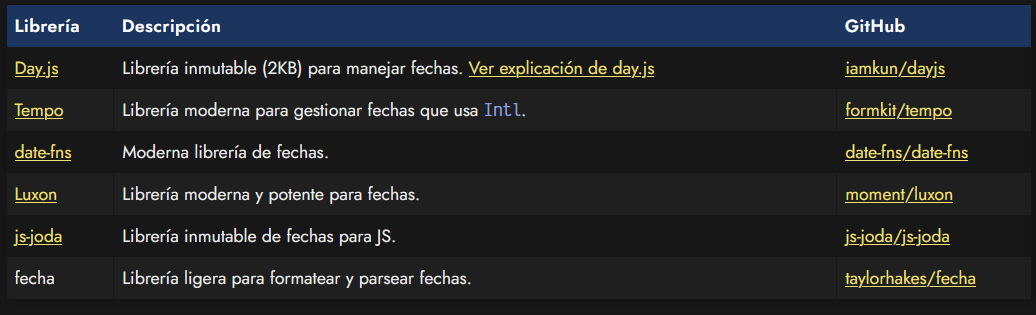 Librería Descripción GitHub
Day.js Librería inmutable (2KB) para manejar fechas. Ver explicación de day.js iamkun/dayjs
Tempo Librería moderna para gestionar fechas que usa Intl. formkit/tempo
date-fns Moderna librería de fechas. date-fns/date-fns
Luxon Librería moderna y potente para fechas. moment/luxon
js-joda Librería inmutable de fechas para JS. js-joda/js-joda
fecha Librería ligera para formatear y parsear fechas. taylorhakes/fecha